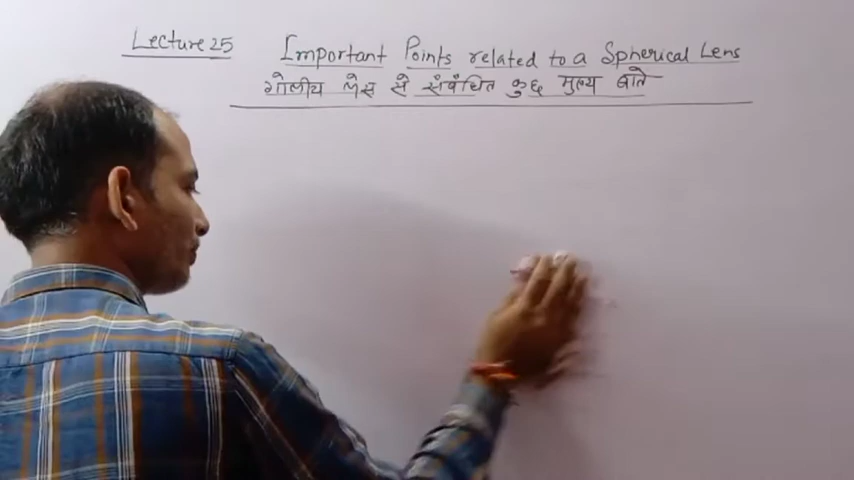 Lecture 25 Important Points related to a Spherical Lens
गोलीय लेंस से संबंधित कुछ मुख्य बाते